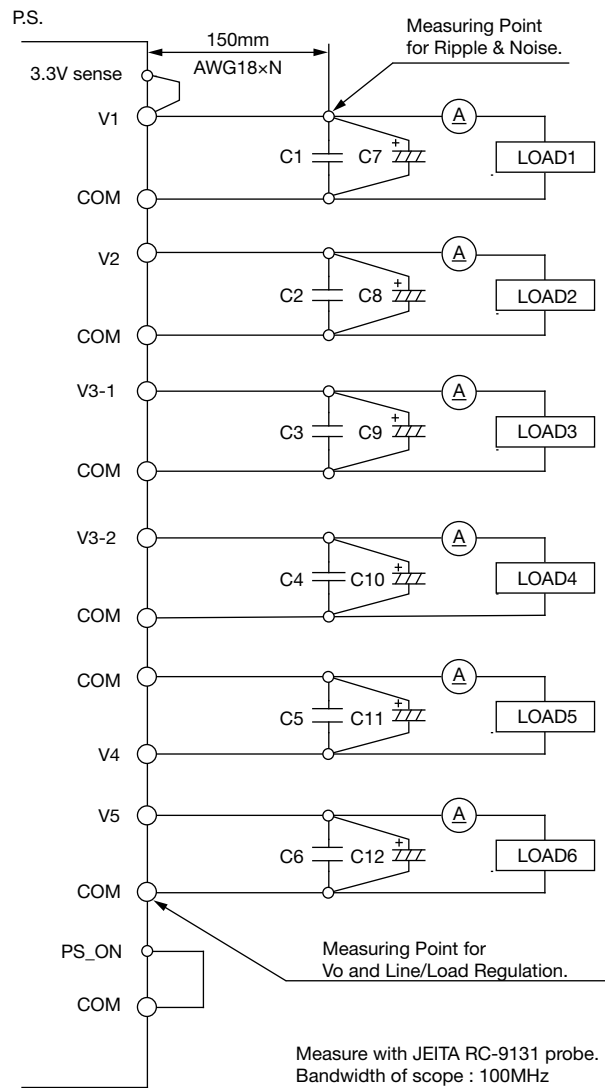 P.S.
150mm
AWG18×N
Measuring Point
for Ripple & Noise.
3.3V sense
V1
C1 C7
A
LOAD1
COM
V2
C2 C8
A
LOAD2
COM
V3-1
C3 C9
A
LOAD3
COM
V3-2
C4 C10
A
LOAD4
COM
COM
C5 C11
A
LOAD5
V4
V5
C6 C12
A
LOAD6
COM
PS_ON
COM
Measuring Point for
Vo and Line/Load Regulation.
Measure with JEITA RC-9131 probe.
Bandwidth of scope : 100MHz